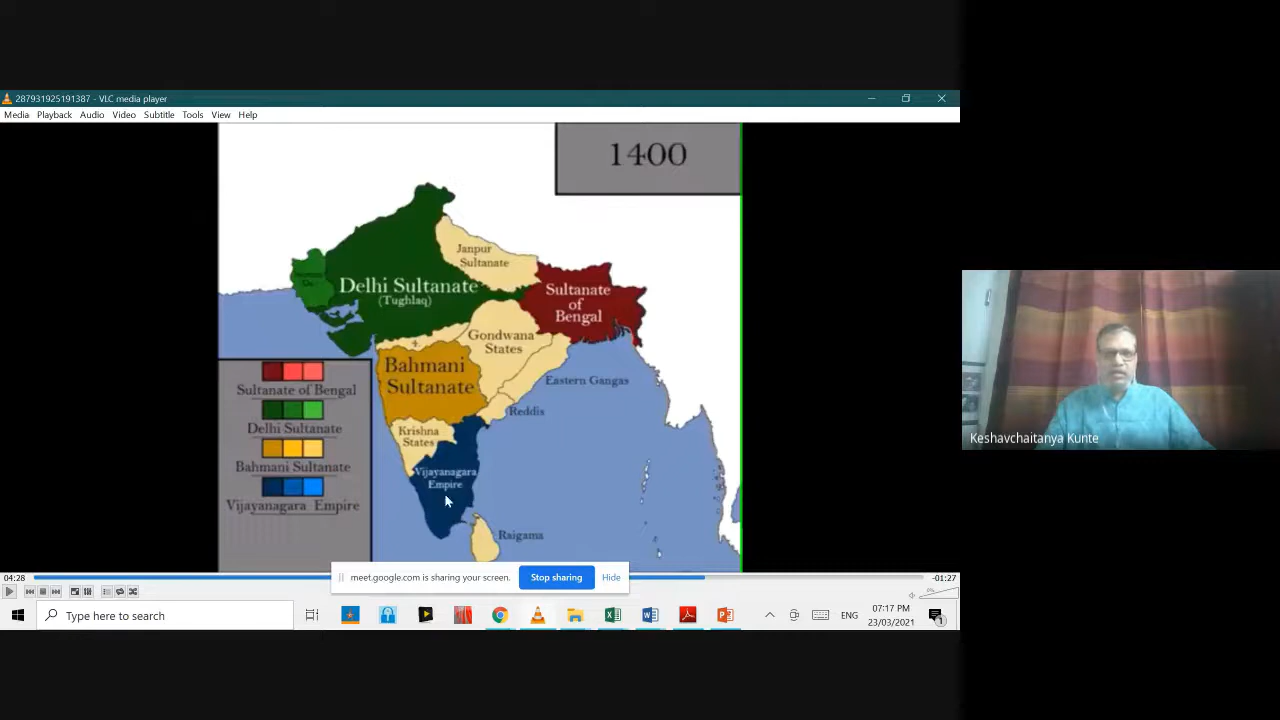 287931925191387 - VLC media player
Media Playback Audio Video Subtitle Tools View Help
1400
Janpur
Sultanate
Delhi Sultanate
(Tughlaq)
Sultanate
of
Bengal
Gondwana
States
Bahmani
Sultanate
Eastern Gangas
Reddis
Krishna
States
Vijayanagara
Empire
Raigama
Sultanate of Bengal
Delhi Sultanate
Bahmani Sultanate
Vijayanagara Empire
Keshavchaitanya Kunte
04:28
-01:27
meet.google.com is sharing your screen.
Stop sharing
Hide
0%
Type here to search
ENG
07:17 PM
23/03/2021
1